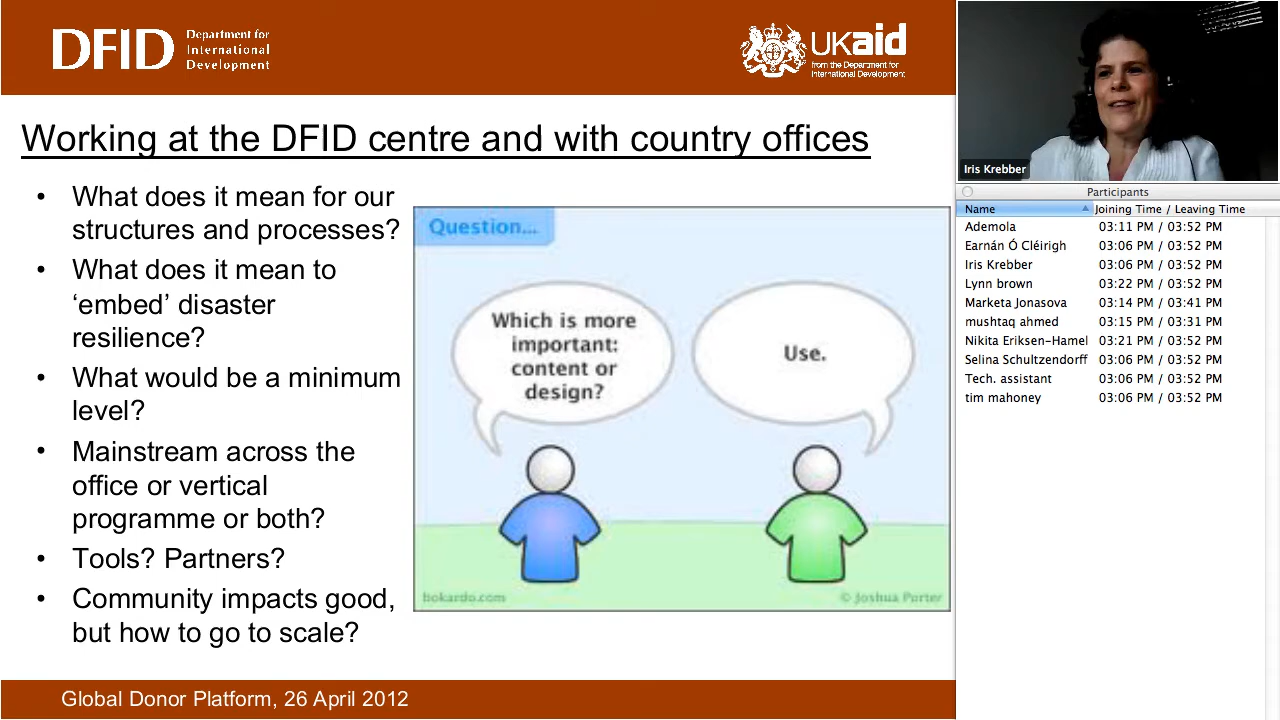 DFID
Department for
International
Development
UKaid
from the Department for
International Development
Working at the DFID centre and with country offices
• What does it mean for our
structures and processes?
• What does it mean to
‘embed’ disaster
resilience?
• What would be a minimum
level?
• Mainstream across the
office or vertical
programme or both?
• Tools? Partners?
• Community impacts good,
but how to go to scale?
Question...
Which is more
important:
content or
design?
Use.
bokardo.com
© Joshua Porter
Global Donor Platform, 26 April 2012
Iris Krebber
Participants
Name Joining Time / Leaving Time
Ademola 03:11 PM / 03:52 PM
Earnán Ó Cléirigh 03:06 PM / 03:52 PM
Iris Krebber 03:06 PM / 03:52 PM
Lynn brown 03:22 PM / 03:52 PM
Marketa Jonasova 03:14 PM / 03:41 PM
mushtaq ahmed 03:15 PM / 03:31 PM
Nikita Eriksen-Hamel 03:21 PM / 03:52 PM
Selina Schultzendorff 03:06 PM / 03:52 PM
Tech. assistant 03:06 PM / 03:52 PM
tim mahoney 03:06 PM / 03:52 PM